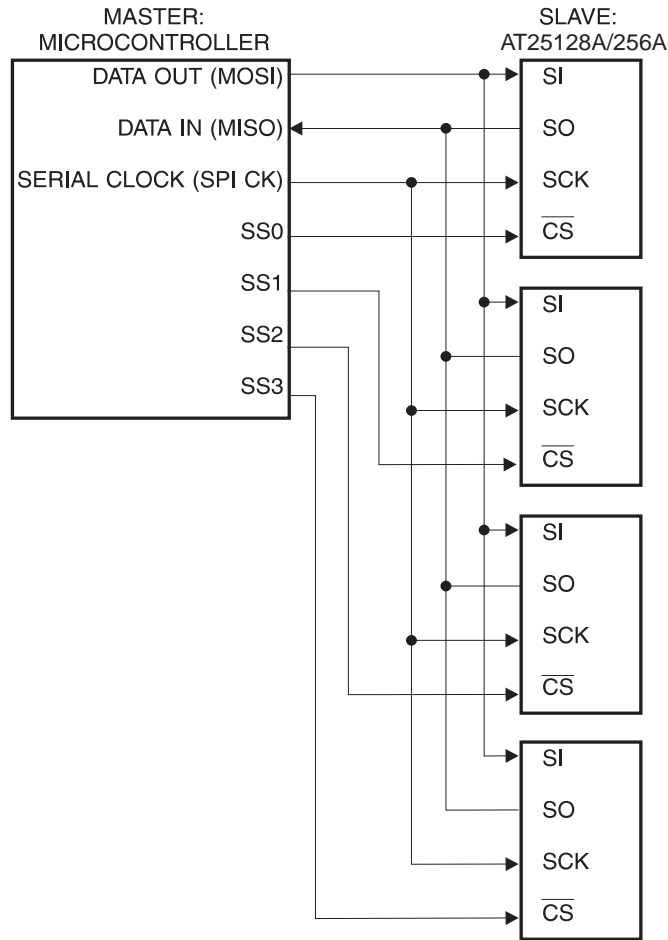 MASTER:
MICROCONTROLLER
SLAVE:
AT25128A/256A
DATA OUT (MOSI)
DATA IN (MISO)
SERIAL CLOCK (SPI CK)
SS0
SS1
SS2
SS3
SI
SO
SCK
CS
SI
SO
SCK
CS
SI
SO
SCK
CS
SI
SO
SCK
CS